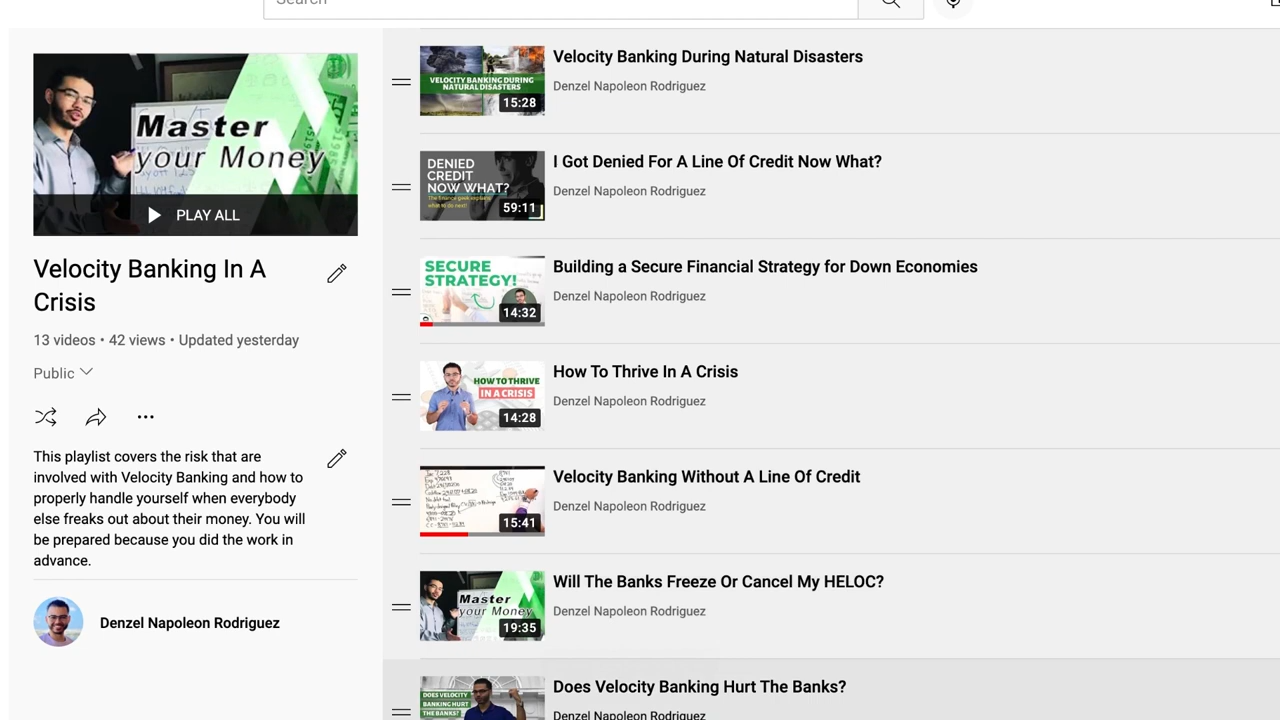 Search
Master
your Money
PLAY ALL
Velocity Banking In A
Crisis
13 videos • 42 views • Updated yesterday
Public
This playlist covers the risk that are
involved with Velocity Banking and how to
properly handle yourself when everybody
else freaks out about their money. You will
be prepared because you did the work in
advance.
Denzel Napoleon Rodriguez
VELOCITY BANKING DURING
NATURAL DISASTERS
15:28
Velocity Banking During Natural Disasters
Denzel Napoleon Rodriguez
DENIED
CREDIT
NOW WHAT?
59:11
I Got Denied For A Line Of Credit Now What?
Denzel Napoleon Rodriguez
SECURE
STRATEGY!
14:32
Building a Secure Financial Strategy for Down Economies
Denzel Napoleon Rodriguez
HOW TO THRIVE
IN A CRISIS
14:28
How To Thrive In A Crisis
Denzel Napoleon Rodriguez
15:41
Velocity Banking Without A Line Of Credit
Denzel Napoleon Rodriguez
Master
your Money
19:35
Will The Banks Freeze Or Cancel My HELOC?
Denzel Napoleon Rodriguez
DOES VELOCITY
BANKING HURT
THE BANKS?
Does Velocity Banking Hurt The Banks?
Denzel Napoleon Rodriguez